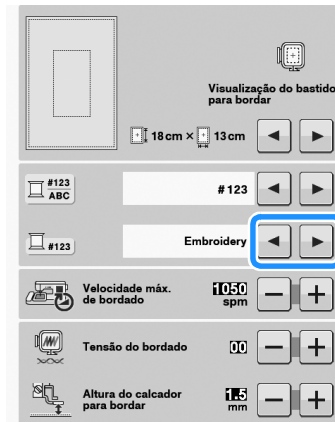 Visualização do bastido
para bordar
18 cm × 13 cm
#123
ABC
#123
#123
Embroidery
Velocidade máx.
de bordado
1050
spm
Tensão do bordado
00
Altura do calcador
para bordar
1.5
mm